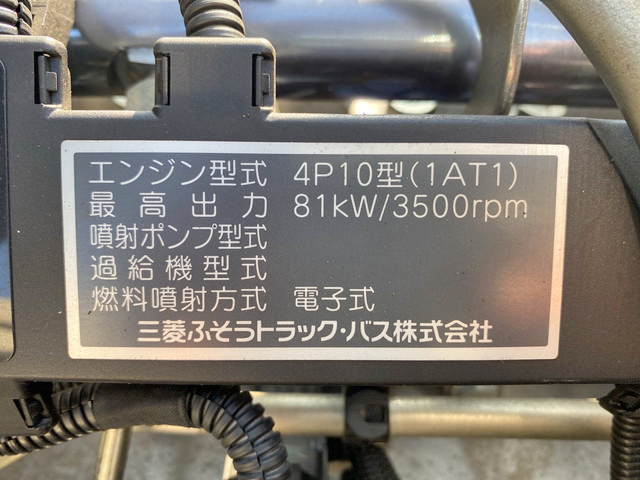 エンジン型式 4P10型(1AT1)
最高出力 81kW/3500rpm
噴射ポンプ型式
過給機型式
燃料噴射方式 電子式
三菱ふそうトラック・バス株式会社